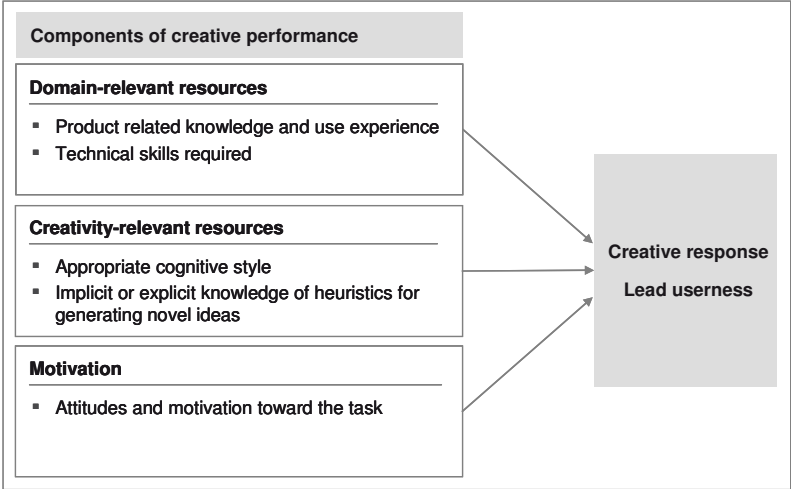 Components of creative performance
Domain-relevant resources
▪ Product related knowledge and use experience
▪ Technical skills required
Creativity-relevant resources
▪ Appropriate cognitive style
▪ Implicit or explicit knowledge of heuristics for
generating novel ideas
Motivation
▪ Attitudes and motivation toward the task
Creative response
Lead userness